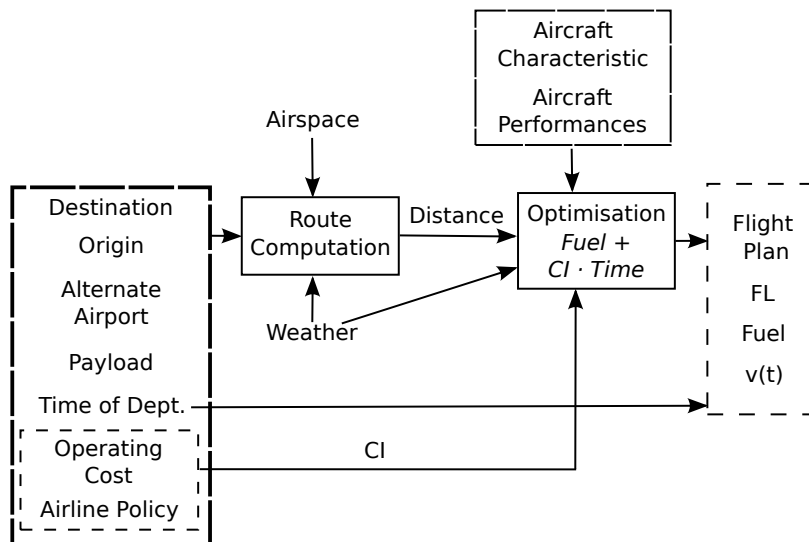 Aircraft
Characteristic
Aircraft
Performances
Airspace
Destination
Origin
Alternate
Airport
Payload
Time of Dept.
Operating
Cost
Airline Policy
Route
Computation
Distance
Weather
CI
Optimisation
Fuel +
CI · Time
Flight
Plan
FL
Fuel
v(t)